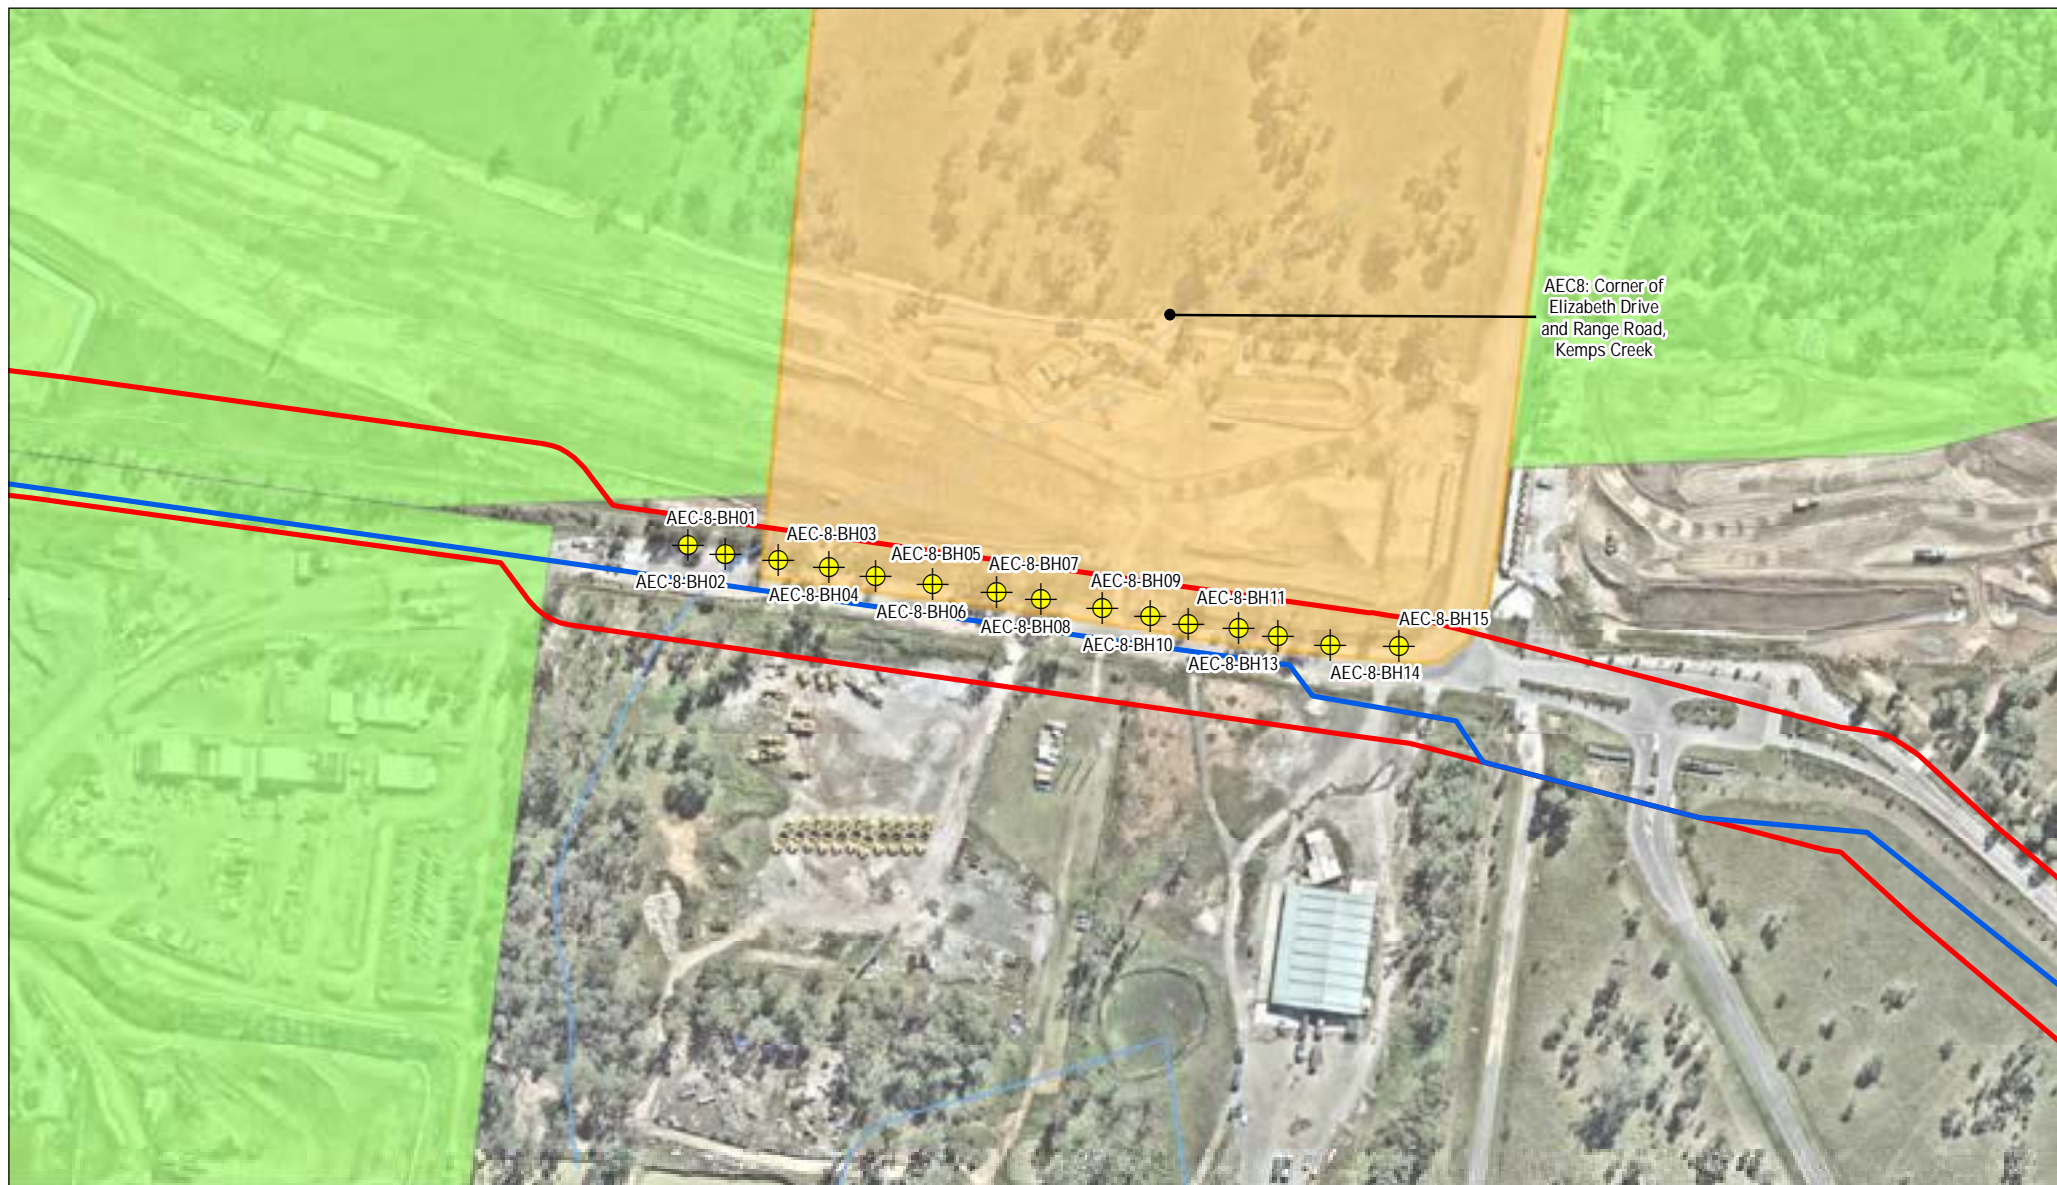 AEC8: Corner of
Elizabeth Drive
and Range Road,
Kemps Creek
AEC-8-BH01
AEC-8-BH03
AEC-8-BH05
AEC-8-BH07
AEC-8-BH09
AEC-8-BH11
AEC-8-BH15
AEC-8-BH02
AEC-8-BH04
AEC-8-BH06
AEC-8-BH08
AEC-8-BH10
AEC-8-BH13
AEC-8-BH14